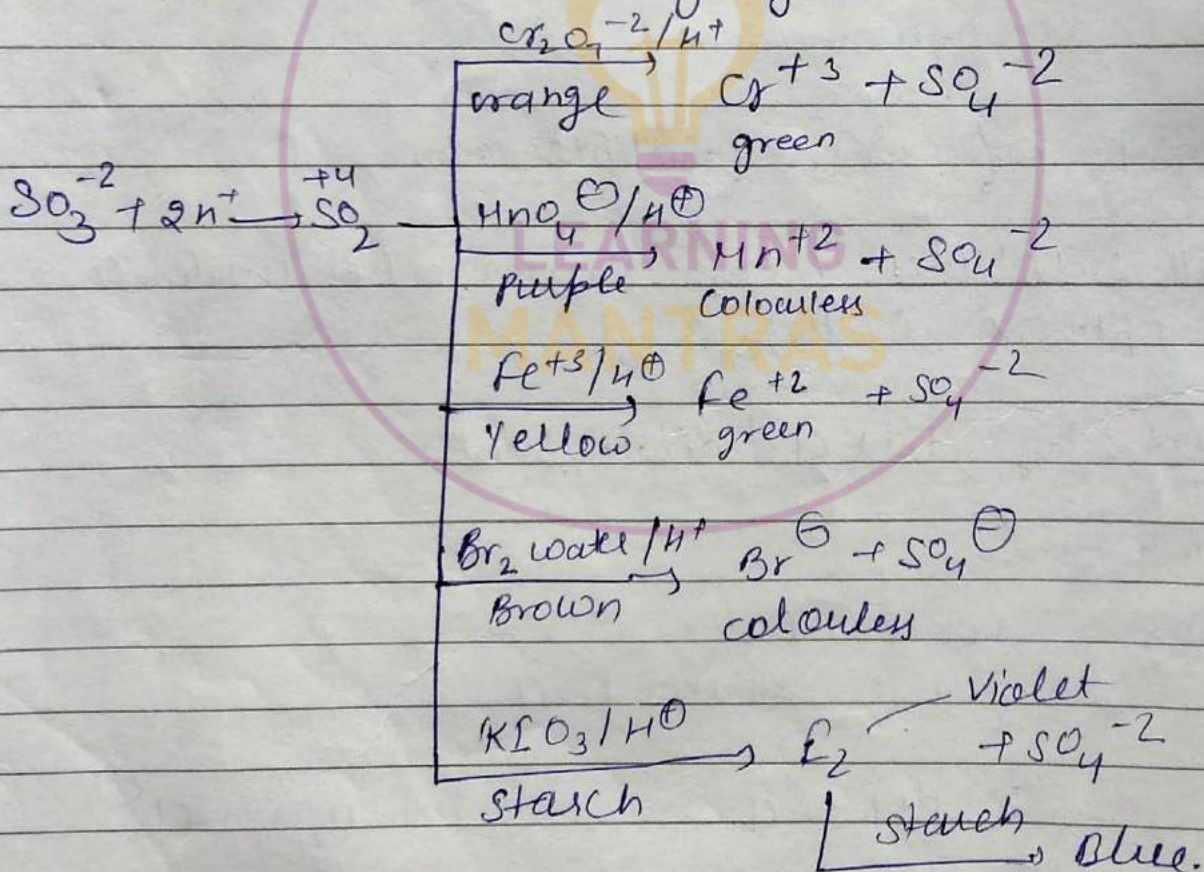 Cr₂O₇⁻² / H⁺
orange Cr⁺³ + SO₄⁻²
green
SO₃⁻² + 2H⁺ → SO₂ +4
MnO₄⊖ / H⊕
Purple Mn⁺² + SO₄⁻²
Colourless
LEARNING
MANTRAS
Fe⁺³ / H⊕
Yellow. Fe⁺² + SO₄⁻²
green
Br₂ water / H⁺
Brown Br⊖ + SO₄⊖
colourless
KIO₃ / H⊕
Starch I₂ Violet
+ SO₄⁻²
Starch → Blue.